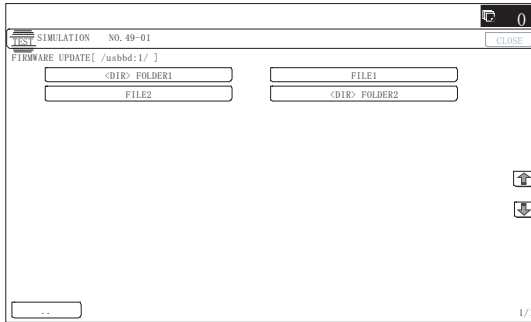 0
TEST SIMULATION NO.49-01 CLOSE
FIRMWARE UPDATE[ /usbbd:1/ ]
<DIR> FOLDER1 FILE1
FILE2 <DIR> FOLDER2
.. 1/